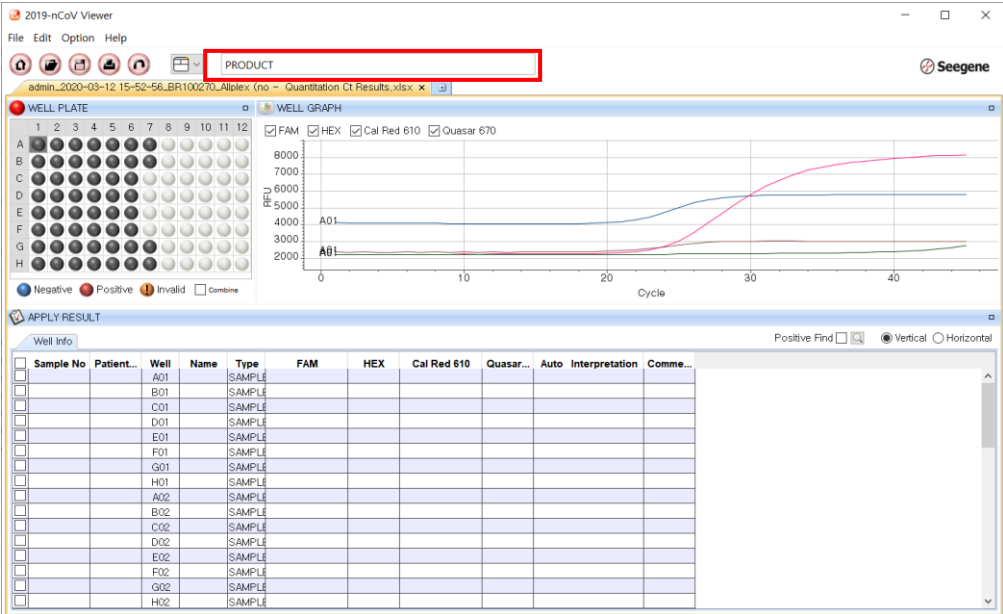 2019-nCoV Viewer
File Edit Option Help
PRODUCT
Seegene
admin_2020-03-12 15-52-56_BR100270_Allplex (no - Quantitation Ct Results.xlsx x
WELL PLATE
1 2 3 4 5 6 7 8 9 10 11 12
A
B
C
D
E
F
G
H
Negative Positive Invalid Combine
WELL GRAPH
FAM HEX Cal Red 610 Quasar 670
RFU
8000
7000
6000
5000
4000
3000
2000
A01
A01
A01
0 10 20 30 40
Cycle
APPLY RESULT
Well Info
Positive Find Vertical Horizontal
Sample No Patient... Well Name Type FAM HEX Cal Red 610 Quasar... Auto Interpretation Comme...
A01 SAMPLE
B01 SAMPLE
C01 SAMPLE
D01 SAMPLE
E01 SAMPLE
F01 SAMPLE
G01 SAMPLE
H01 SAMPLE
A02 SAMPLE
B02 SAMPLE
C02 SAMPLE
D02 SAMPLE
E02 SAMPLE
F02 SAMPLE
G02 SAMPLE
H02 SAMPLE